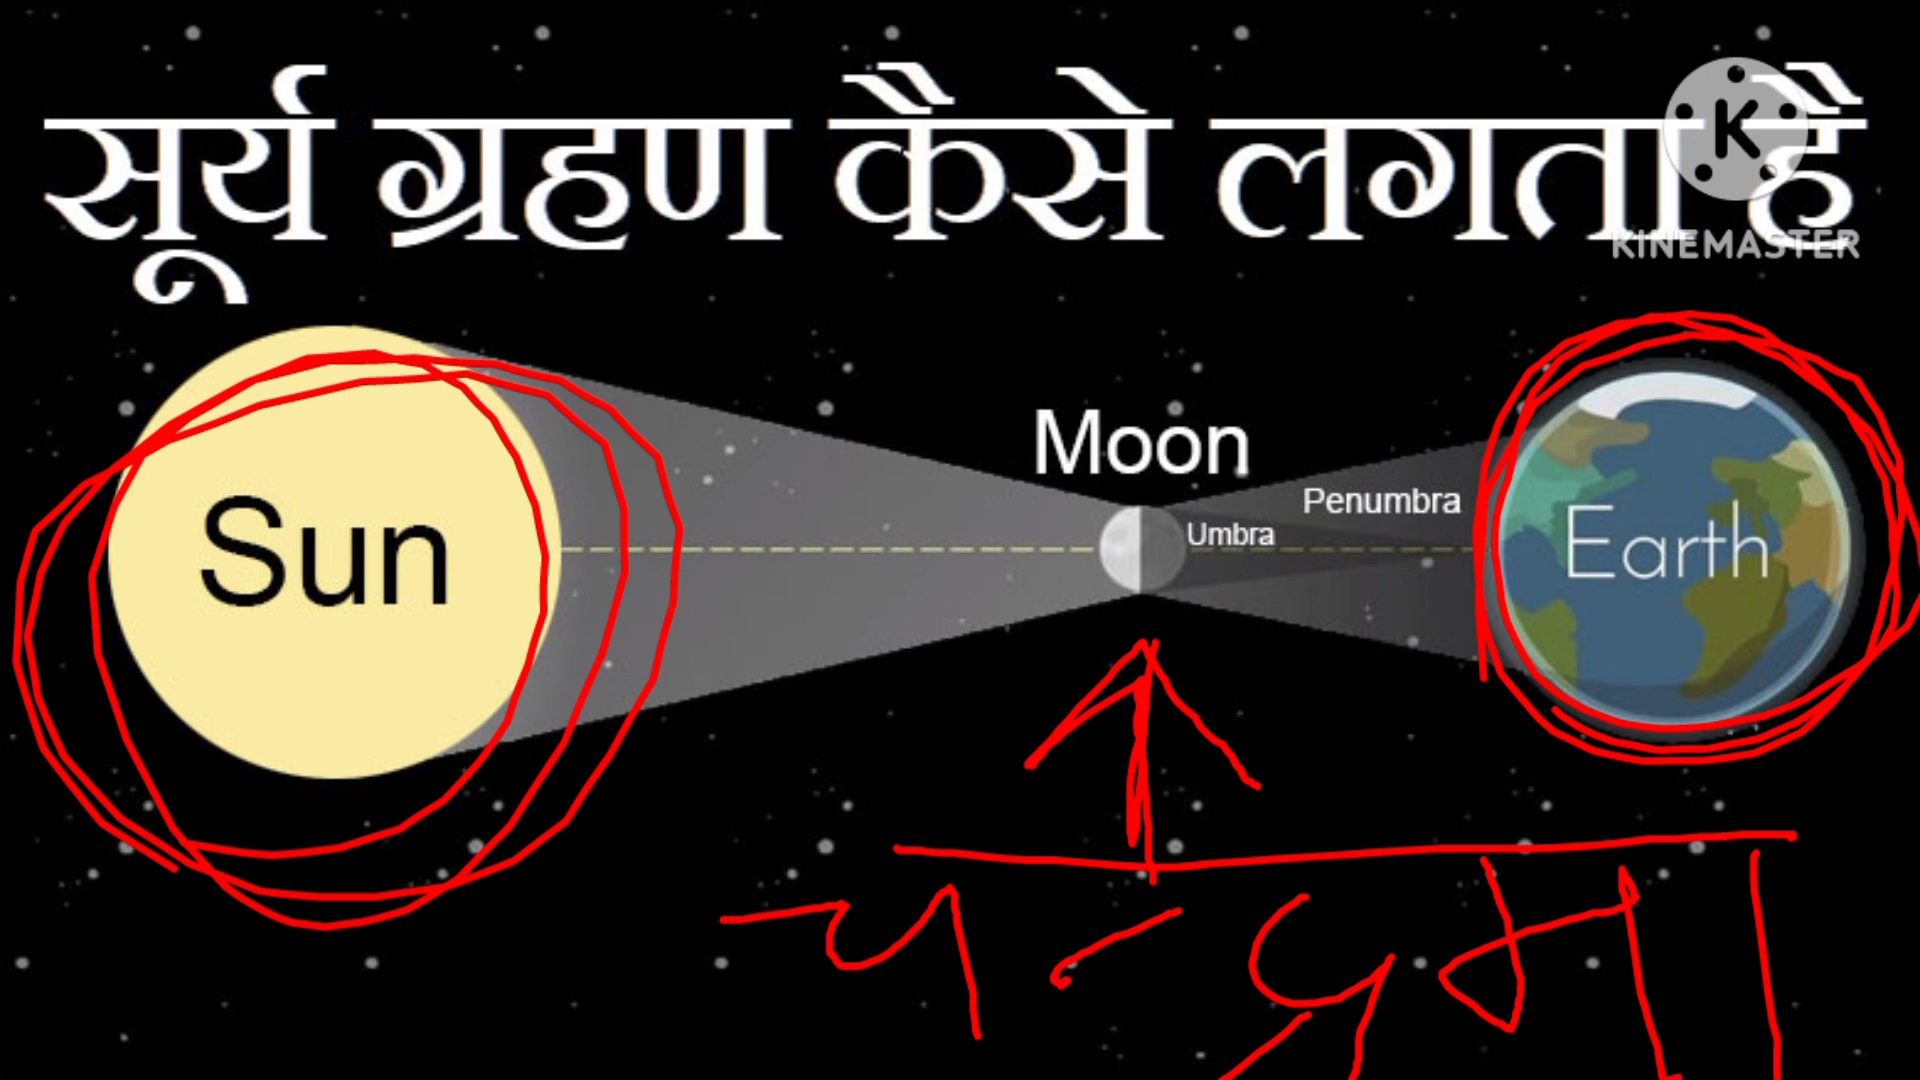 सूर्य ग्रहण कैसे लगता है
K
KINEMASTER
Moon
Penumbra
Umbra
Sun
Earth
चन्द्रमा